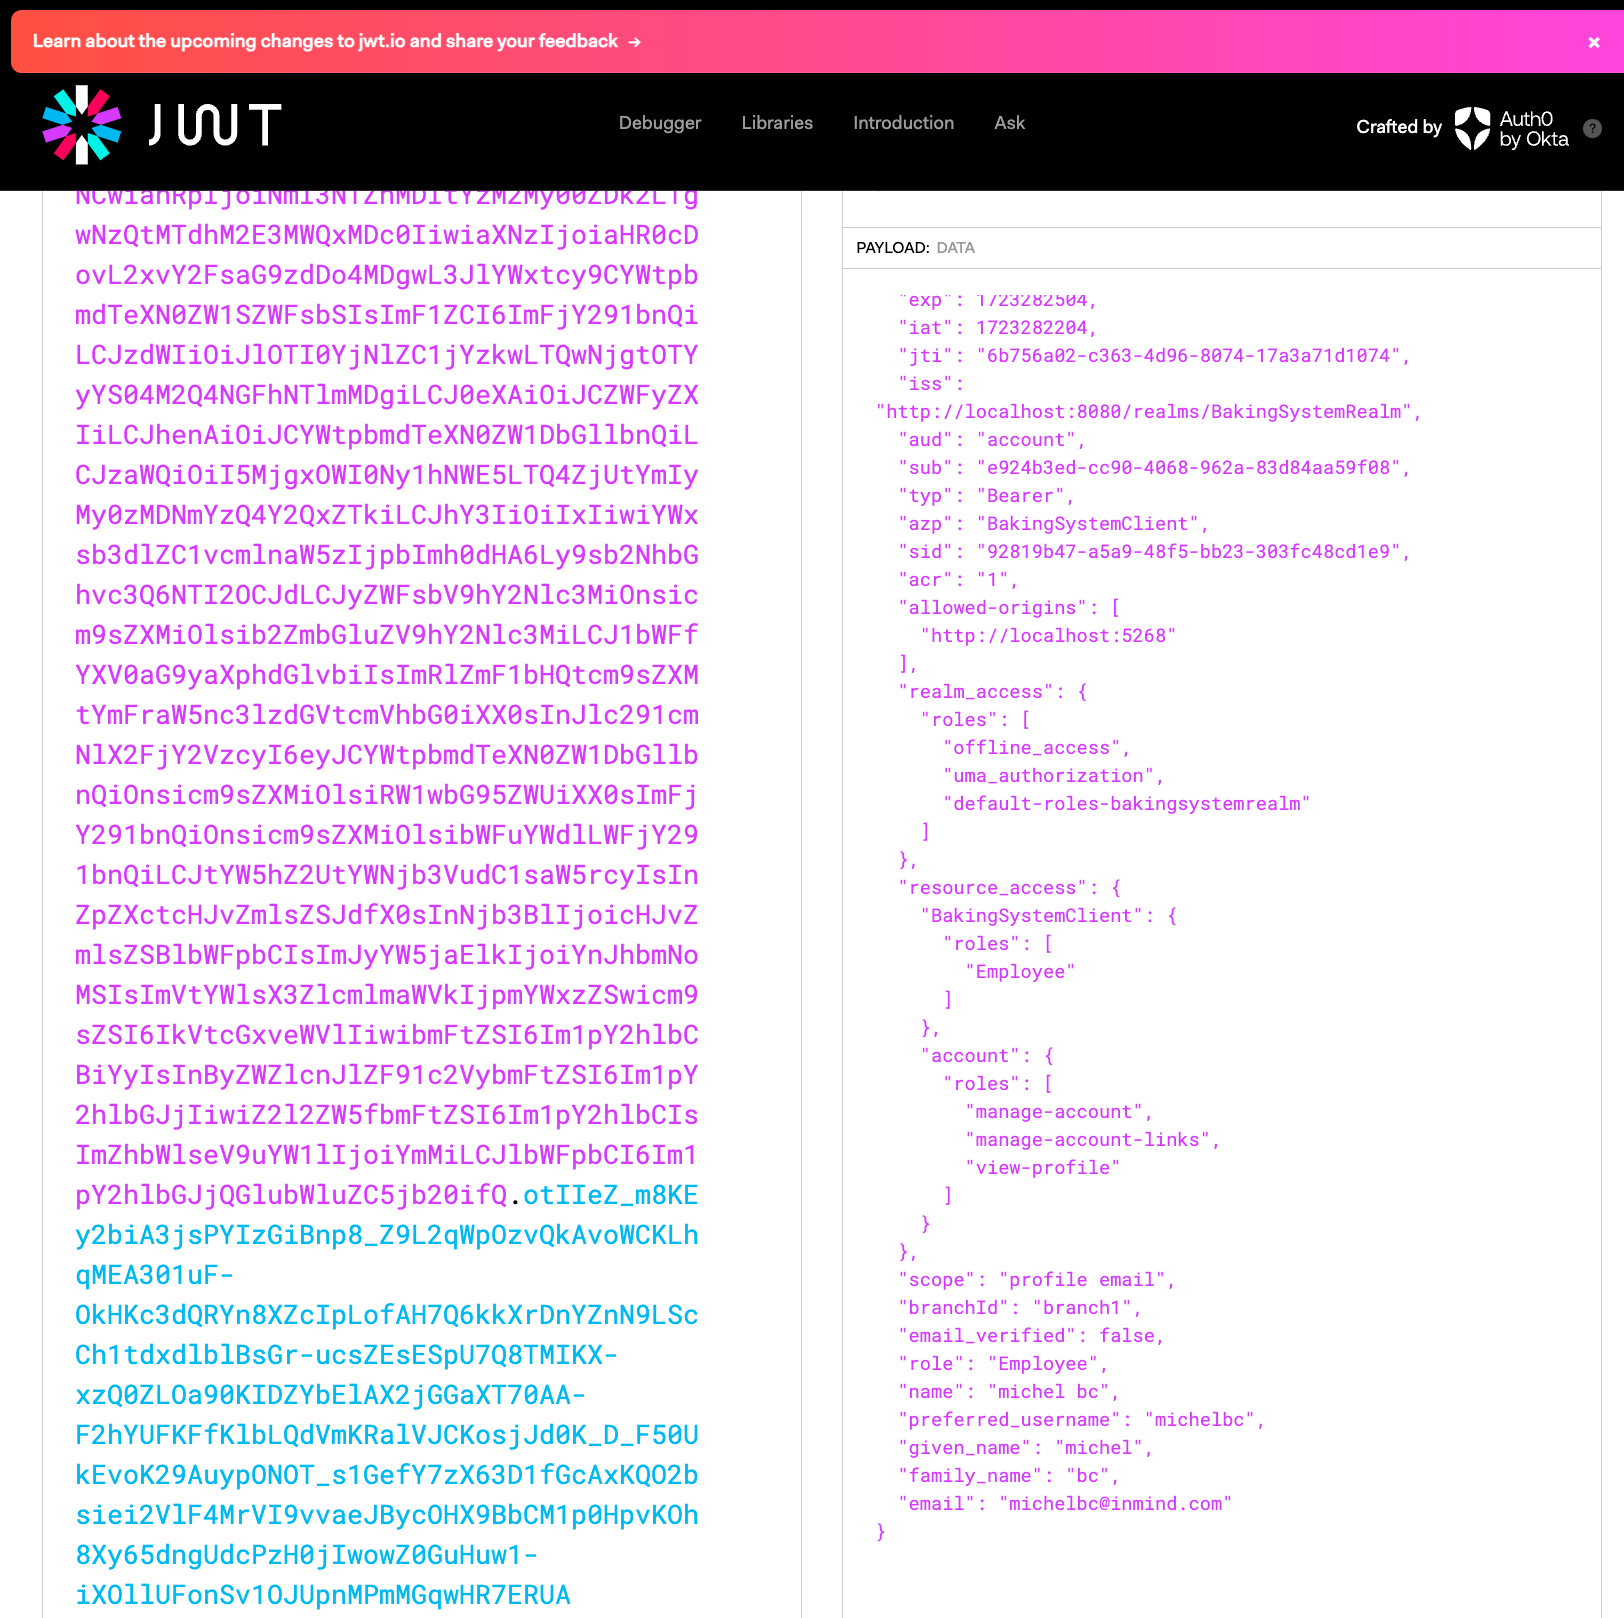 Learn about the upcoming changes to jwt.io and share your feedback →
×
JWT
Debugger
Libraries
Introduction
Ask
Crafted by
Auth0
by Okta
?
NCwianRpIjoiNmI3NTZhMDItYzM2My00ZDk2LTg
wNzQtMTdhM2E3MWQxMDc0IiwiaXNzIjoiaHR0cD
ovL2xvY2FsaG9zdDo4MDgwL3JlYWxtcy9CYWtpb
mdTeXN0ZW1SZWFsbSIsImF1ZCI6ImFjY291bnQi
LCJzdWIiOiJlOTI0YjNlZC1jYzkwLTQwNjgtOTY
yYS04M2Q4NGFhNTlmMDgiLCJ0eXAiOiJCZWFyZX
IiLCJhenAiOiJCYWtpbmdTeXN0ZW1DbGllbnQiL
CJzaWQiOiI5MjgxOWI0Ny1hNWE5LTQ4ZjUtYmIy
My0zMDNmYzQ4Y2QxZTkiLCJhY3IiOiIxIiwiYWx
sb3dlZC1vcmlnaW5zIjpbImh0dHA6Ly9sb2NhbG
hvc3Q6NTI2OCJdLCJyZWFsbV9hY2Nlc3MiOnsic
m9sZXMiOlsib2ZmbGluZV9hY2Nlc3MiLCJ1bWFf
YXV0aG9yaXphdGlvbiIsImRlZmF1bHQtcm9sZXM
tYmFraW5nc3lzdGVtcmVhbG0iXX0sInJlc291cm
NlX2FjY2VzcyI6eyJCYWtpbmdTeXN0ZW1DbGllb
nQiOnsicm9sZXMiOlsiRW1wbG95ZWUiXX0sImFj
Y291bnQiOnsicm9sZXMiOlsibWFuYWdlLWFjY29
1bnQiLCJtYW5hZ2UtYWNjb3VudC1saW5rcyIsIn
ZpZXctcHJvZmlsZSJdfX0sInNjb3BlIjoicHJvZ
mlsZSBlbWFpbCIsImJyYW5jaElkIjoiYnJhbmNo
MSIsImVtYWlsX3ZlcmlmaWVkIjpmYWxzZSwicm9
sZSI6IkVtcGxveWVlIiwibmFtZSI6Im1pY2hlbC
BiYyIsInByZWZlcnJlZF91c2VybmFtZSI6Im1pY
2hlbGJjIiwiZ2l2ZW5fbmFtZSI6Im1pY2hlbCIs
ImZhbWlseV9uYW1lIjoiYmMiLCJlbWFpbCI6Im1
pY2hlbGJjQGlubWluZC5jb20ifQ.otIIeZ_m8KE
y2biA3jsPYIzGiBnp8_Z9L2qWpOzvQkAvoWCKLh
qMEA301uF-
OkHKc3dQRYn8XZcIpLofAH7Q6kkXrDnYZnN9LSc
Ch1tdxdlblBsGr-ucsZEsESpU7Q8TMIKX-
xzQ0ZLOa90KIDZYbElAX2jGGaXT70AA-
F2hYUFKFfKlbLQdVmKRalVJCKosjJd0K_D_F50U
kEvoK29AuypONOT_s1GefY7zX63D1fGcAxKQO2b
siei2VlF4MrVI9vvaeJBycOHX9BbCM1p0HpvKOh
8Xy65dngUdcPzH0jIwowZ0GuHuw1-
iXOllUFonSv1OJUpnMPmMGqwHR7ERUA
PAYLOAD: DATA
"exp": 1723282504,
"iat": 1723282204,
"jti": "6b756a02-c363-4d96-8074-17a3a71d1074",
"iss":
"http://localhost:8080/realms/BakingSystemRealm",
"aud": "account",
"sub": "e924b3ed-cc90-4068-962a-83d84aa59f08",
"typ": "Bearer",
"azp": "BakingSystemClient",
"sid": "92819b47-a5a9-48f5-bb23-303fc48cd1e9",
"acr": "1",
"allowed-origins": [
"http://localhost:5268"
],
"realm_access": {
"roles": [
"offline_access",
"uma_authorization",
"default-roles-bakingsystemrealm"
]
},
"resource_access": {
"BakingSystemClient": {
"roles": [
"Employee"
]
},
"account": {
"roles": [
"manage-account",
"manage-account-links",
"view-profile"
]
}
},
"scope": "profile email",
"branchId": "branch1",
"email_verified": false,
"role": "Employee",
"name": "michel bc",
"preferred_username": "michelbc",
"given_name": "michel",
"family_name": "bc",
"email": "michelbc@inmind.com"
}